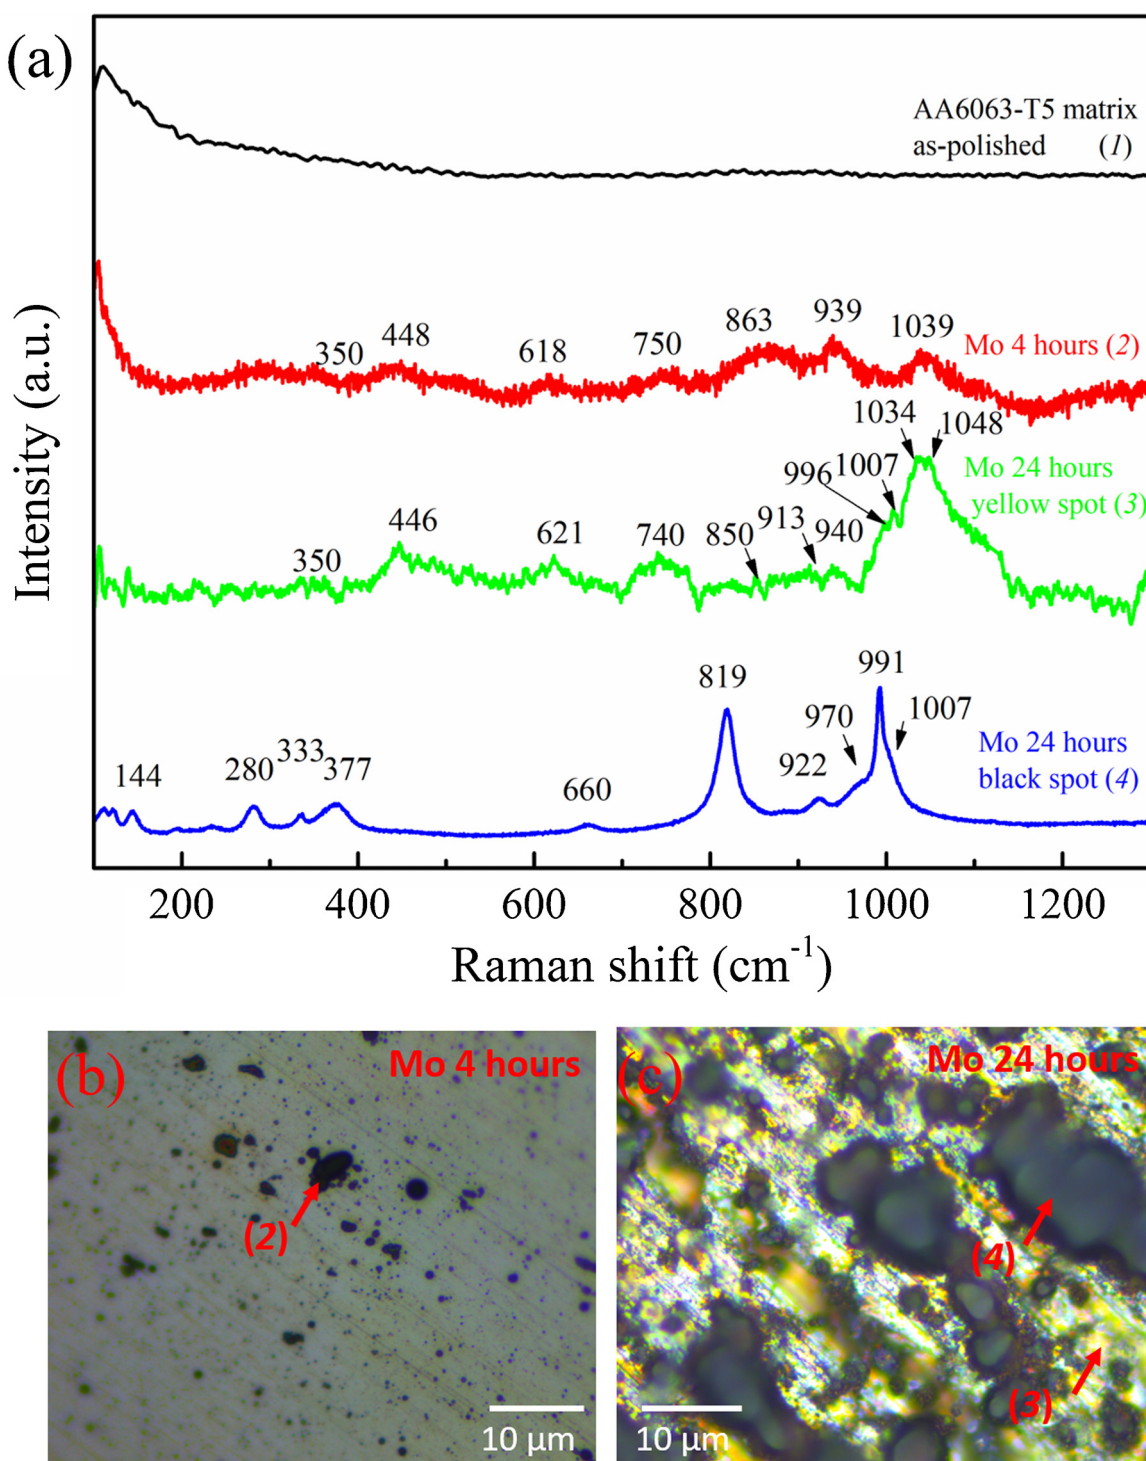 (a)
AA6063-T5 matrix
as-polished (1)
Mo 4 hours (2)
350
448
618
750
863
939
1039
Mo 24 hours
yellow spot (3)
350
446
621
740
850
913
940
996
1007
1034
1048
Mo 24 hours
black spot (4)
144
280
333
377
660
819
922
970
991
1007
Intensity (a.u.)
200 400 600 800 1000 1200
Raman shift (cm⁻¹)
(b)
Mo 4 hours
(2)
10 µm
(c)
Mo 24 hours
(4)
(3)
10 µm